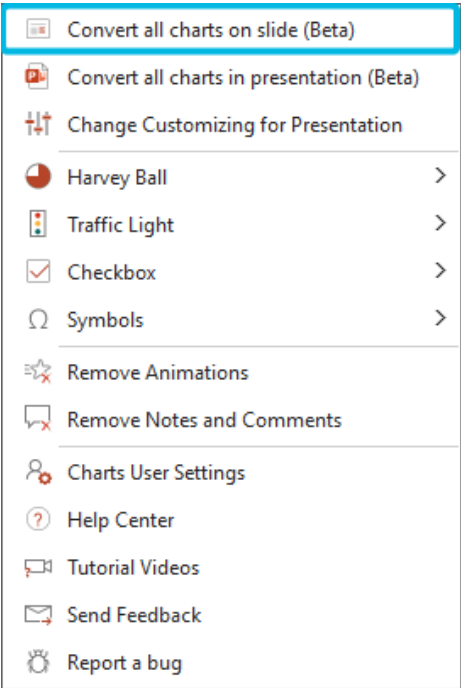 Convert all charts on slide (Beta)
Convert all charts in presentation (Beta)
Change Customizing for Presentation
Harvey Ball
Traffic Light
Checkbox
Ω Symbols
Remove Animations
Remove Notes and Comments
Charts User Settings
? Help Center
Tutorial Videos
Send Feedback
Report a bug